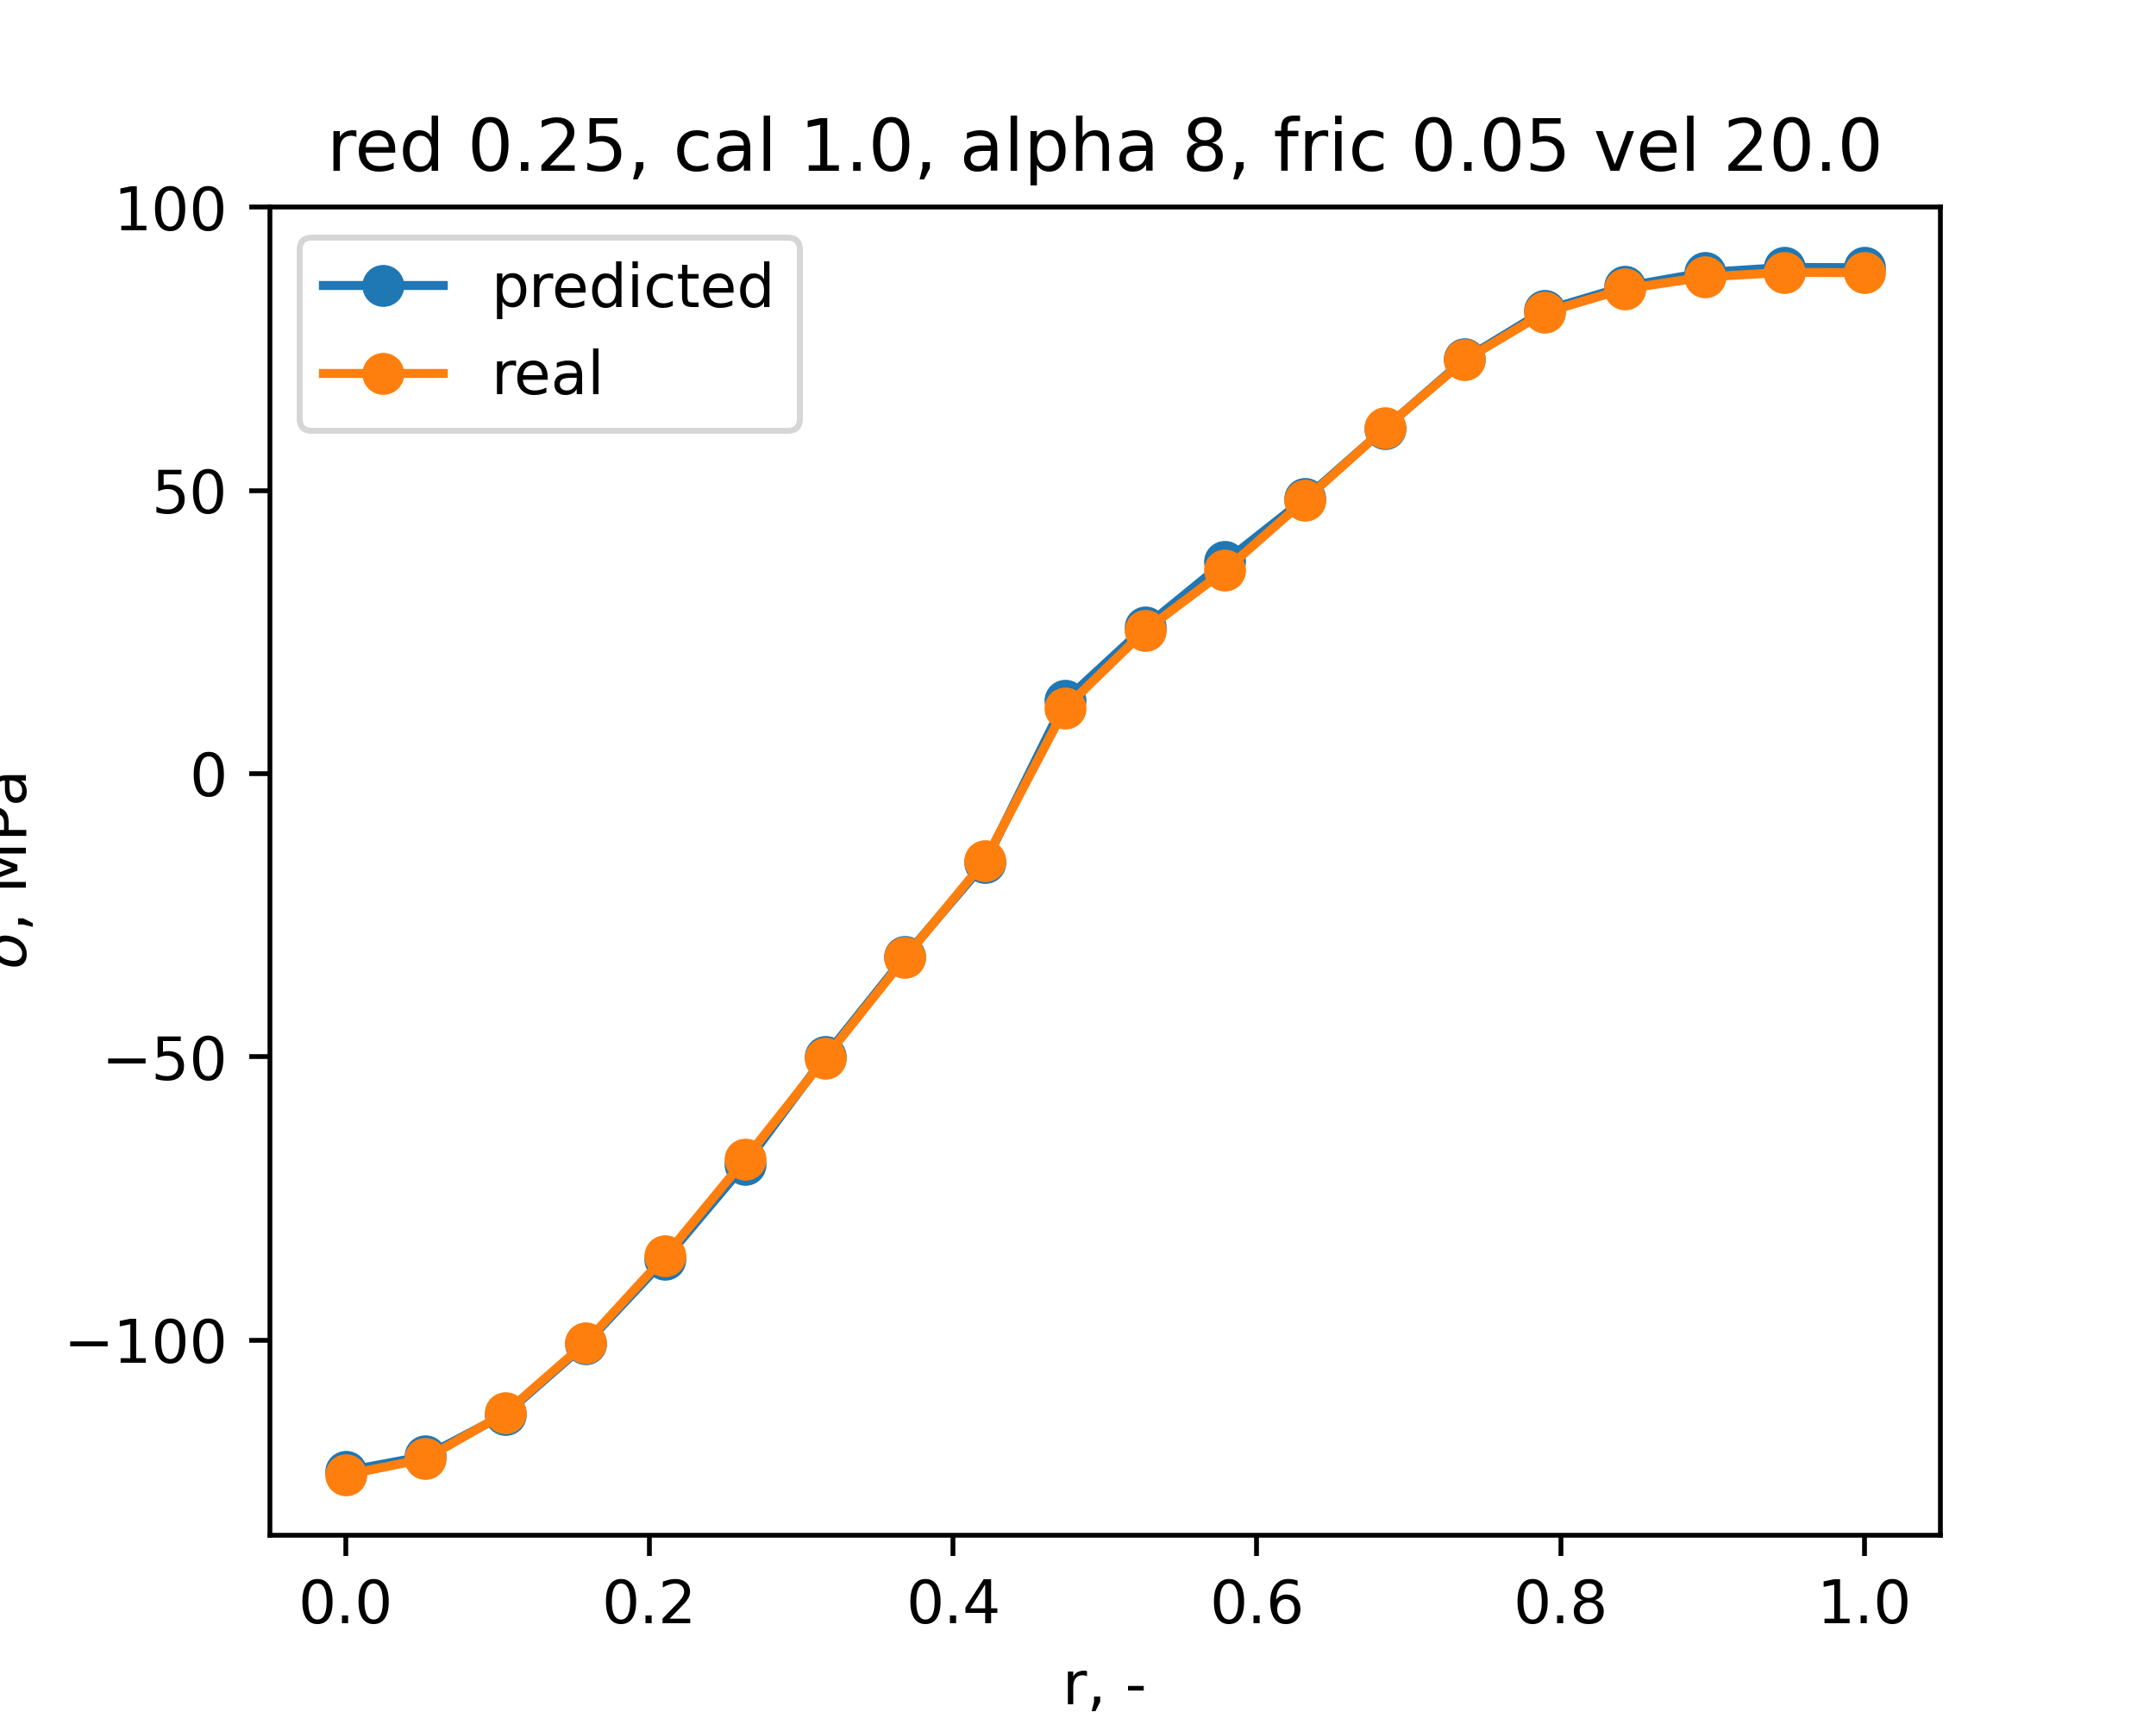 red 0.25, cal 1.0, alpha 8, fric 0.05 vel 20.0
100
50
0
−50
−100
predicted
real
σ, MPa
0.0 0.2 0.4 0.6 0.8 1.0
r, -